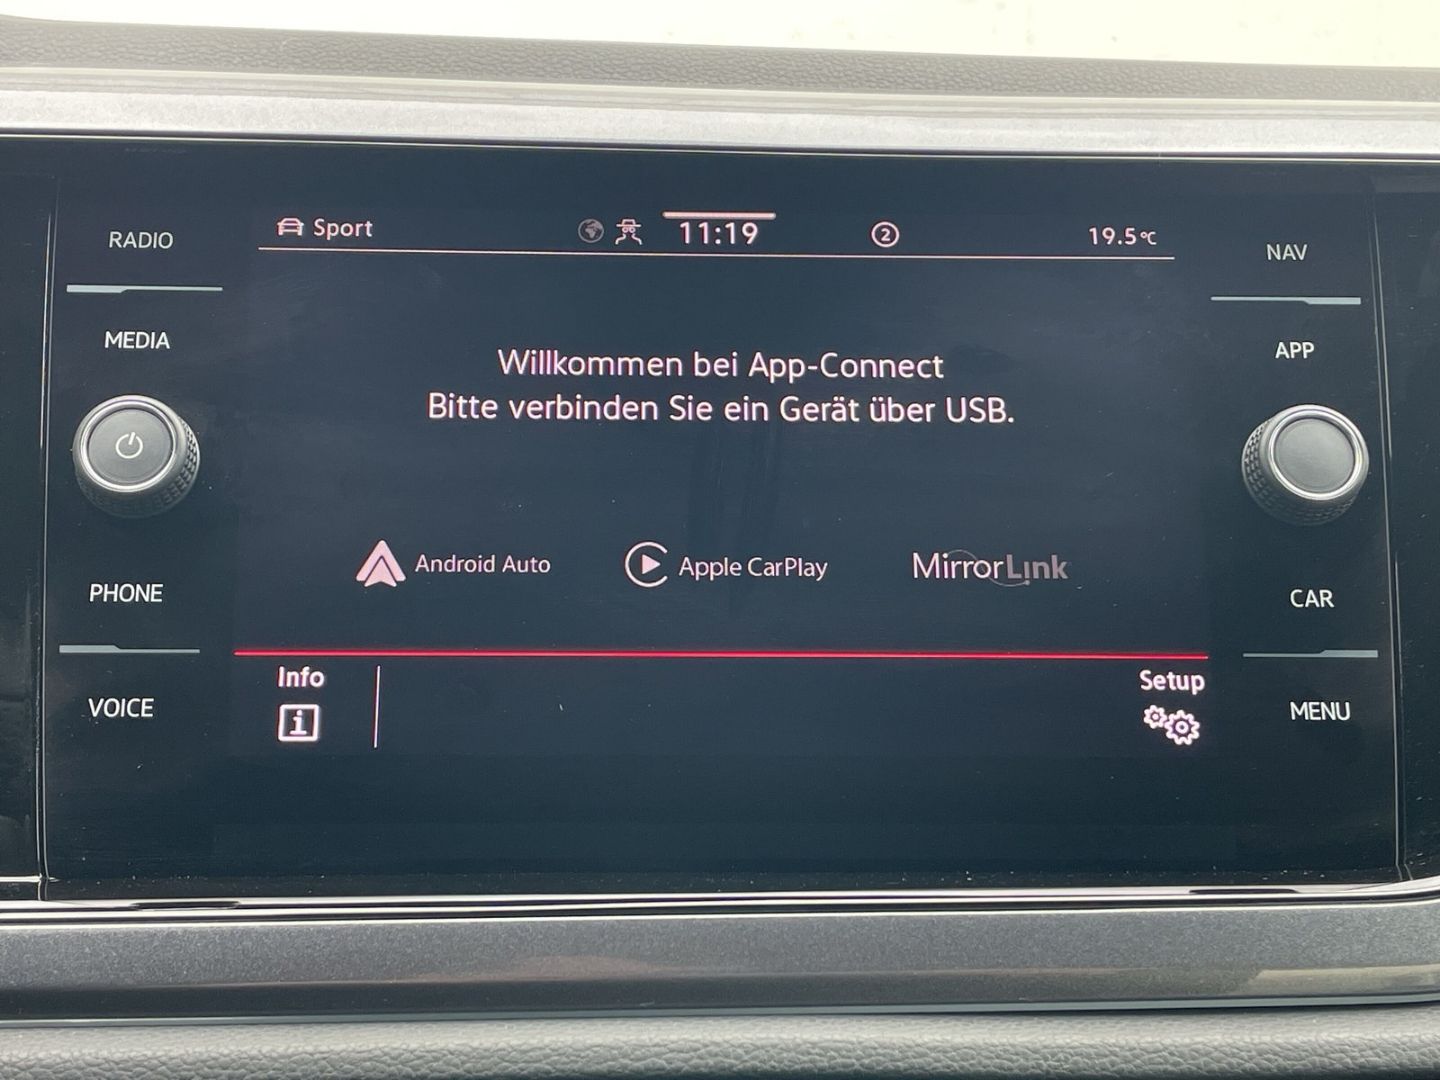 RADIO
MEDIA
PHONE
VOICE
Sport
11:19
2
19.5°C
Willkommen bei App-Connect
Bitte verbinden Sie ein Gerät über USB.
Android Auto
Apple CarPlay
MirrorLink
Info
i
Setup
NAV
APP
CAR
MENU